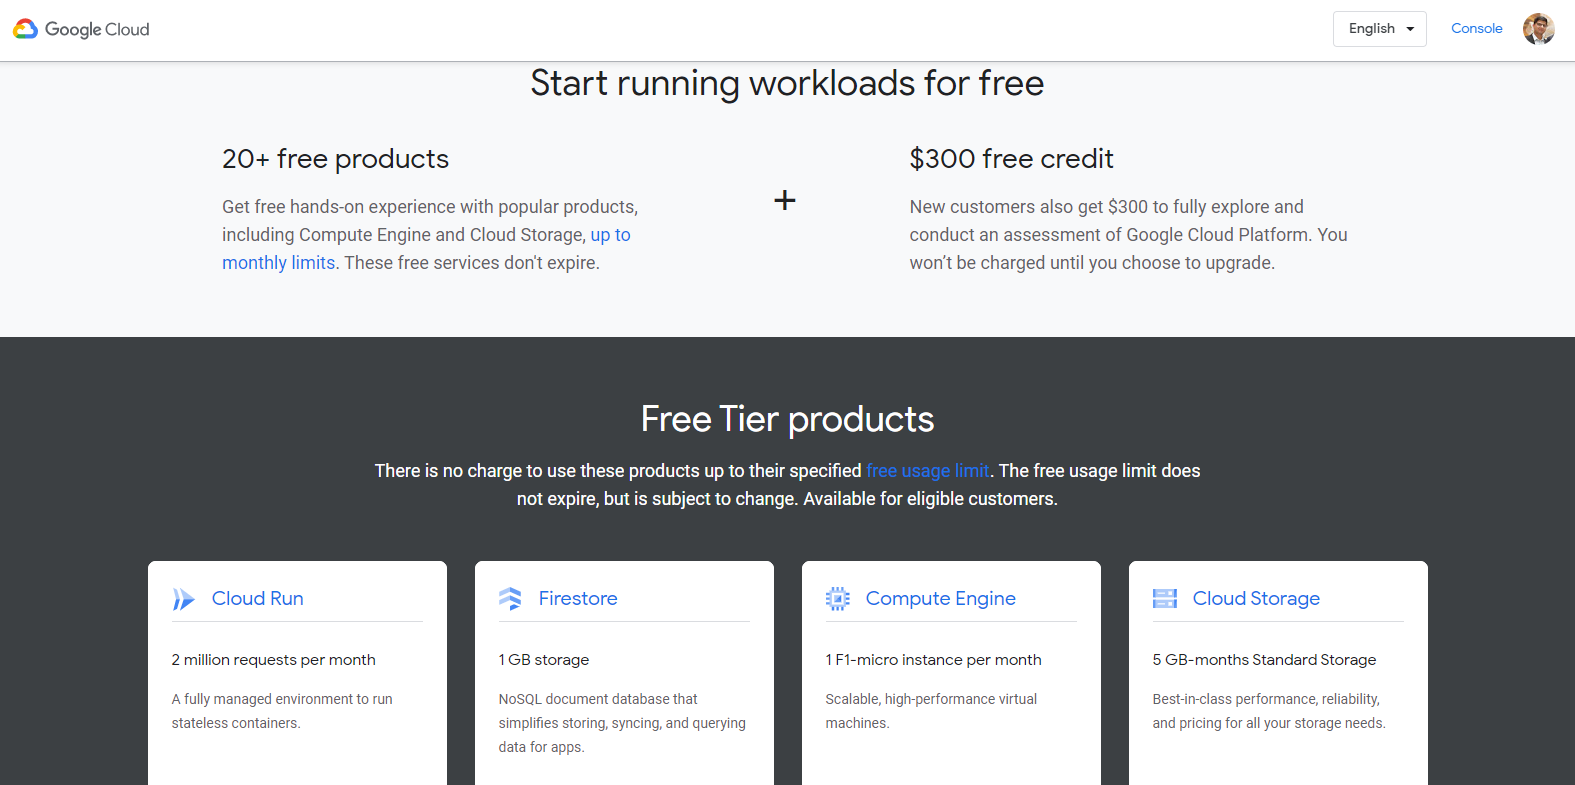 Google Cloud
English
Console
Start running workloads for free
20+ free products
Get free hands-on experience with popular products,
including Compute Engine and Cloud Storage, up to
monthly limits. These free services don't expire.
+
$300 free credit
New customers also get $300 to fully explore and
conduct an assessment of Google Cloud Platform. You
won’t be charged until you choose to upgrade.
Free Tier products
There is no charge to use these products up to their specified free usage limit. The free usage limit does
not expire, but is subject to change. Available for eligible customers.
Cloud Run
2 million requests per month
A fully managed environment to run
stateless containers.
Firestore
1 GB storage
NoSQL document database that
simplifies storing, syncing, and querying
data for apps.
Compute Engine
1 F1-micro instance per month
Scalable, high-performance virtual
machines.
Cloud Storage
5 GB-months Standard Storage
Best-in-class performance, reliability,
and pricing for all your storage needs.